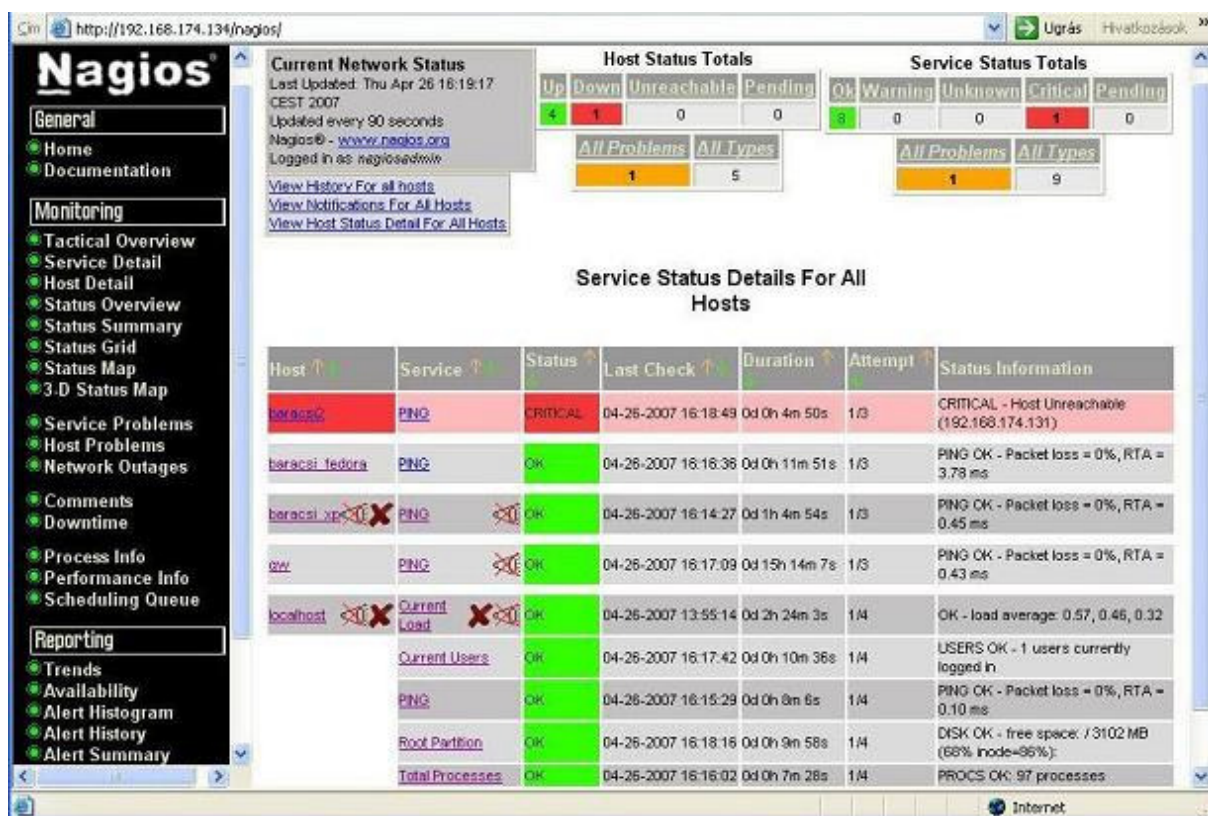 Cím http://192.168.174.134/nagios/ Ugrás Hivatkozások »
Nagios®
General
Home
Documentation
Monitoring
Tactical Overview
Service Detail
Host Detail
Status Overview
Status Summary
Status Grid
Status Map
3-D Status Map
Service Problems
Host Problems
Network Outages
Comments
Downtime
Process Info
Performance Info
Scheduling Queue
Reporting
Trends
Availability
Alert Histogram
Alert History
Alert Summary
Current Network Status
Last Updated: Thu Apr 26 16:19:17
CEST 2007
Updated every 90 seconds
Nagios® - www.nagios.org
Logged in as nagiosadmin
View History For all hosts
View Notifications For All Hosts
View Host Status Detail For All Hosts
Host Status Totals
Up Down Unreachable Pending
4 1 0 0
All Problems All Types
1 5
Service Status Totals
Ok Warning Unknown Critical Pending
8 0 0 1 0
All Problems All Types
1 9
Service Status Details For All
Hosts
Host Service Status Last Check Duration Attempt Status Information
baracsi2 PING CRITICAL 04-26-2007 16:18:49 0d 0h 4m 50s 1/3 CRITICAL - Host Unreachable
(192.168.174.131)
baracsi_fedora PING OK 04-26-2007 16:16:36 0d 0h 11m 51s 1/3 PING OK - Packet loss = 0%, RTA =
3.78 ms
baracsi_xp PING OK 04-26-2007 16:14:27 0d 1h 4m 54s 1/3 PING OK - Packet loss = 0%, RTA =
0.45 ms
gw PING OK 04-26-2007 16:17:09 0d 15h 14m 7s 1/3 PING OK - Packet loss = 0%, RTA =
0.43 ms
localhost Current
Load OK 04-26-2007 13:55:14 0d 2h 24m 3s 1/4 OK - load average: 0.57, 0.46, 0.32
Current Users OK 04-26-2007 16:17:42 0d 0h 10m 36s 1/4 USERS OK - 1 users currently
logged in
PING OK 04-26-2007 16:15:29 0d 0h 8m 6s 1/4 PING OK - Packet loss = 0%, RTA =
0.10 ms
Root Partition OK 04-26-2007 16:18:16 0d 0h 9m 58s 1/4 DISK OK - free space: / 3102 MB
(68% inode=96%):
Total Processes OK 04-26-2007 16:16:02 0d 0h 7m 28s 1/4 PROCS OK: 97 processes
Internet